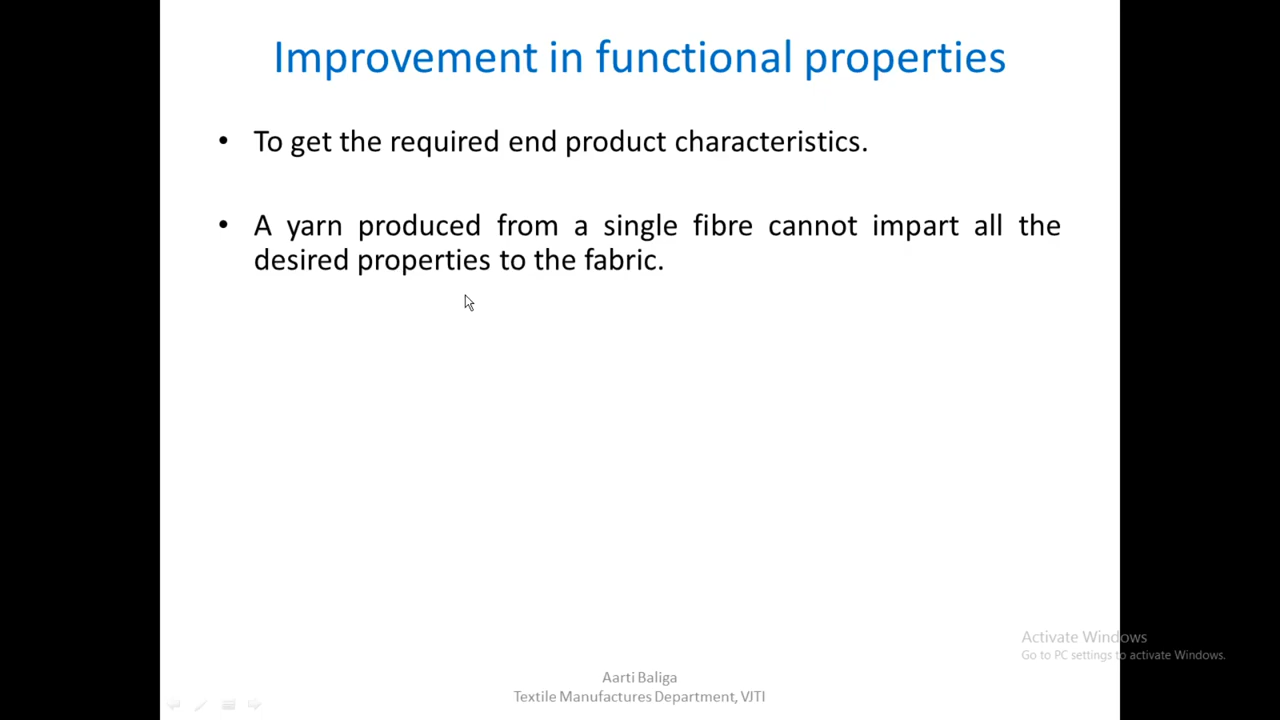 Improvement in functional properties
• To get the required end product characteristics.
• A yarn produced from a single fibre cannot impart all the
desired properties to the fabric.
Activate Windows
Go to PC settings to activate Windows.
Aarti Baliga
Textile Manufactures Department, VJTI